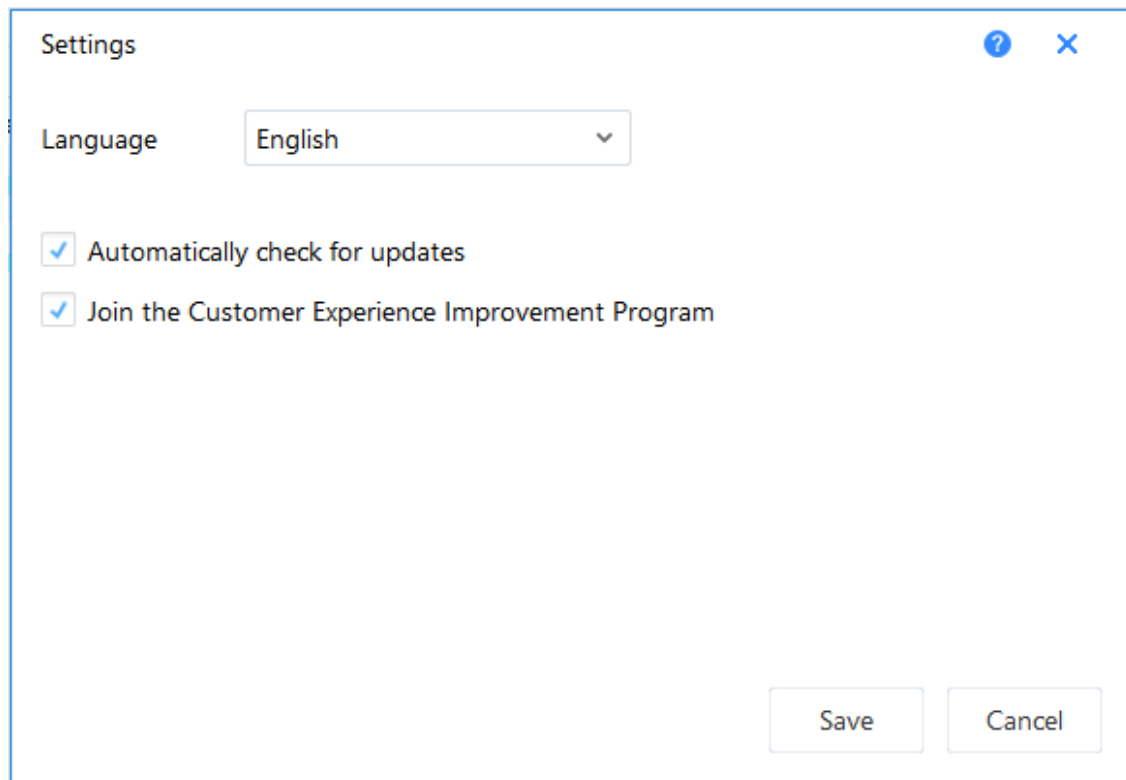 Settings
?
Language
English
Automatically check for updates
Join the Customer Experience Improvement Program
Save
Cancel